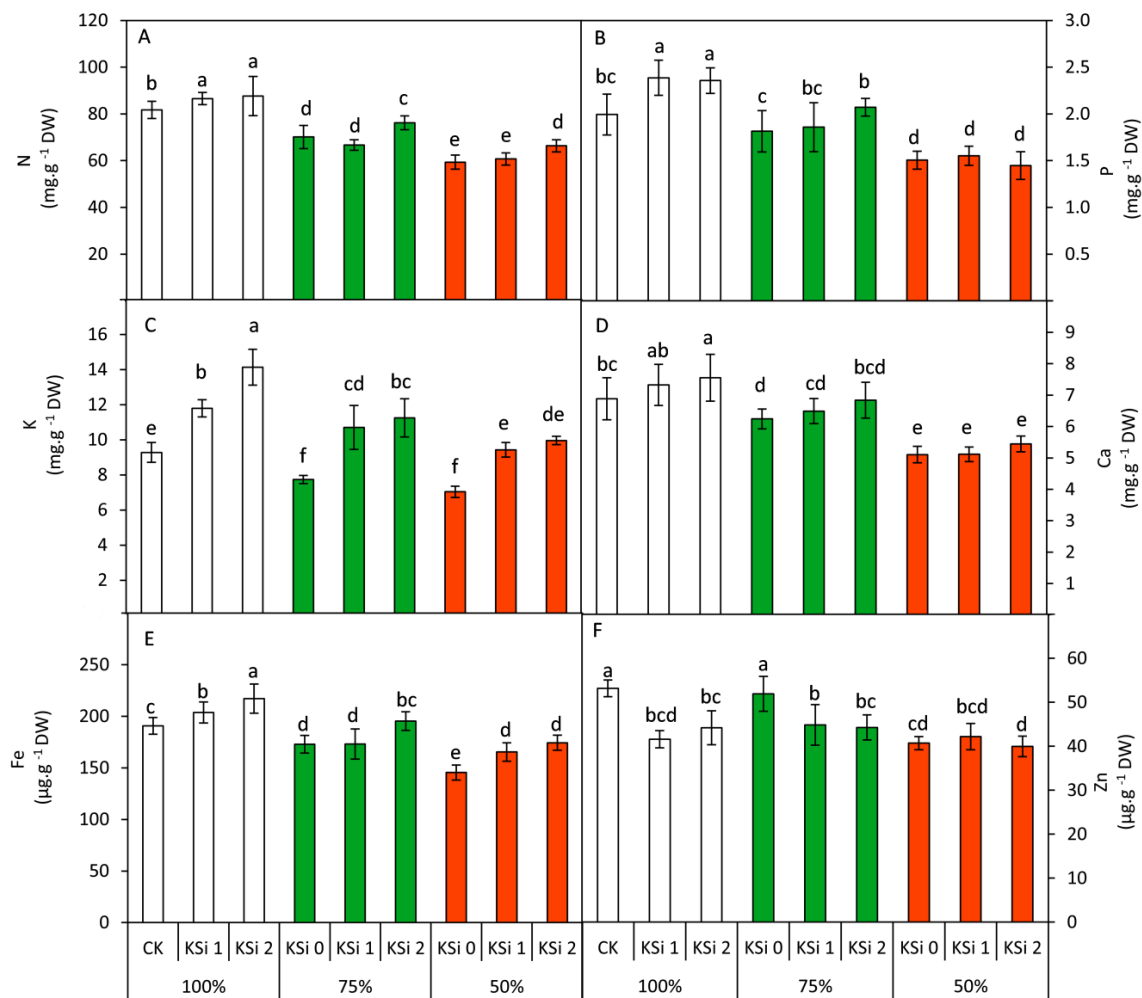 120
100
80
60
40
20
N
(mg.g⁻¹ DW)
A
b
a
a
d
d
c
e
e
d
B
bc
a
a
c
bc
b
d
d
d
3.0
2.5
2.0
1.5
1.0
0.5
P
(mg.g⁻¹ DW)
16
14
12
10
8
6
4
2
K
(mg.g⁻¹ DW)
C
e
b
a
f
cd
bc
f
e
de
D
bc
ab
a
d
cd
bcd
e
e
e
9
8
7
6
5
4
3
2
1
Ca
(mg.g⁻¹ DW)
250
200
150
100
50
0
Fe
(µg.g⁻¹ DW)
E
c
b
a
d
d
bc
e
d
d
F
a
bcd
bc
a
b
bc
cd
bcd
d
60
50
40
30
20
10
0
Zn
(µg.g⁻¹ DW)
CK KSi 1 KSi 2 KSi 0 KSi 1 KSi 2 KSi 0 KSi 1 KSi 2 CK KSi 1 KSi 2 KSi 0 KSi 1 KSi 2 KSi 0 KSi 1 KSi 2
100% 75% 50% 100% 75% 50%